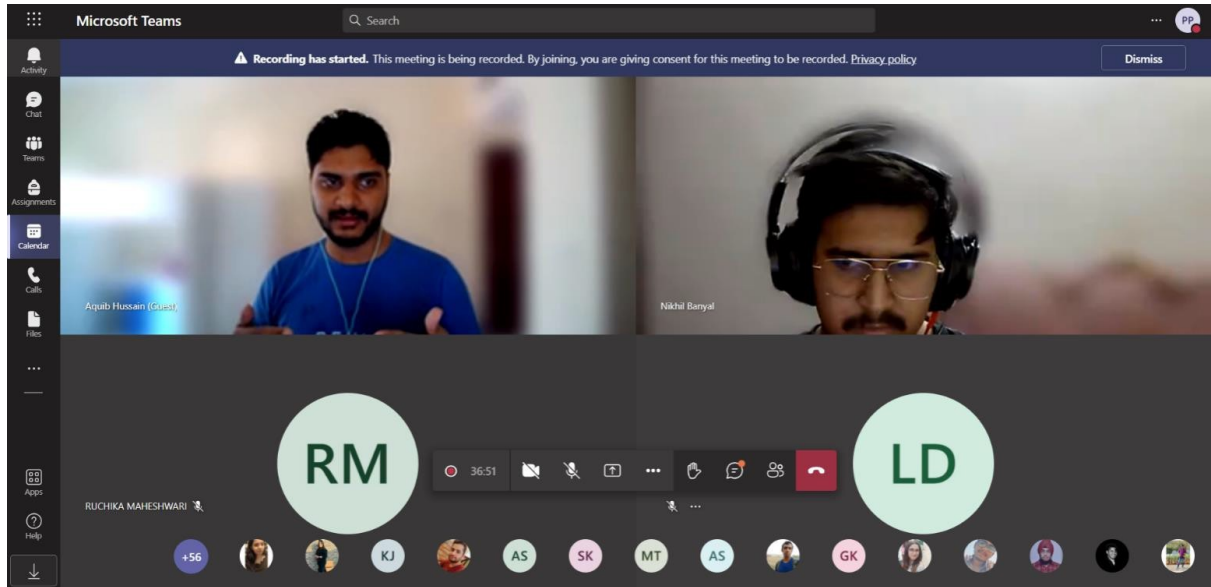 Microsoft Teams
Search
PP
Recording has started. This meeting is being recorded. By joining, you are giving consent for this meeting to be recorded. Privacy policy
Dismiss
Activity
Chat
Teams
Assignments
Calendar
Calls
Files
Apps
Help
Aquib Hussain (Guest)
Nikhil Banyal
RM
LD
36:51
RUCHIKA MAHESHWARI
+56
KJ
AS
SK
MT
AS
GK